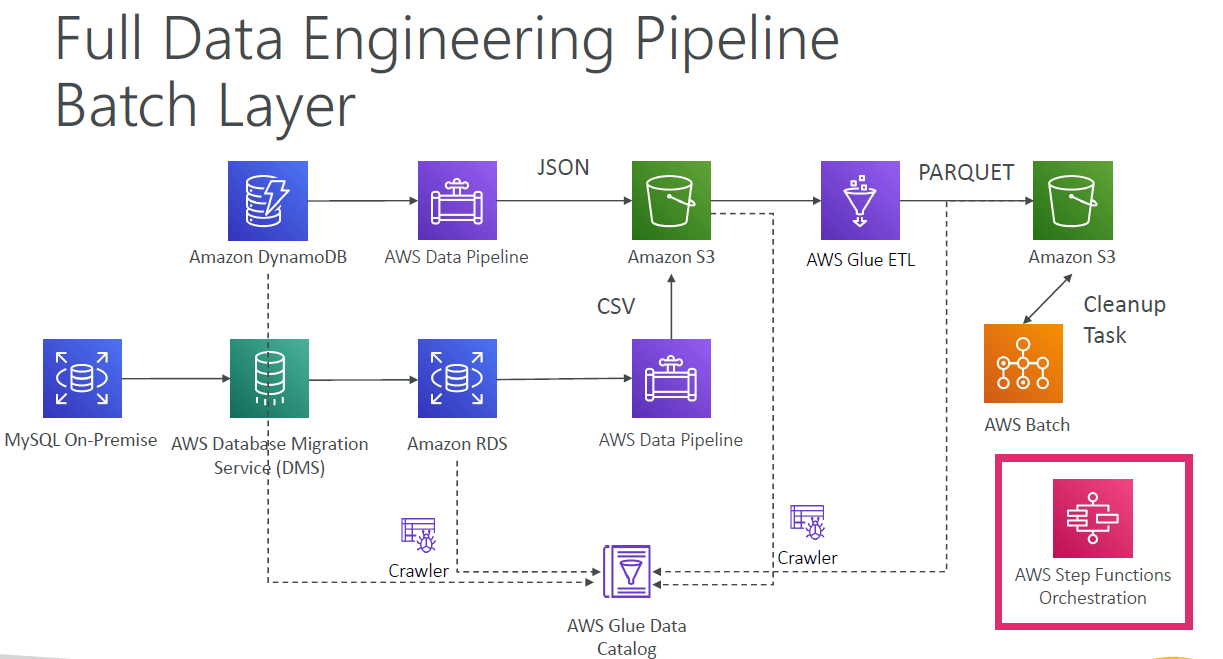 Full Data Engineering Pipeline
Batch Layer
JSON
PARQUET
Amazon DynamoDB
AWS Data Pipeline
Amazon S3
AWS Glue ETL
Amazon S3
CSV
Cleanup
Task
MySQL On-Premise
AWS Database Migration
Service (DMS)
Amazon RDS
AWS Data Pipeline
AWS Batch
Crawler
Crawler
AWS Glue Data
Catalog
AWS Step Functions
Orchestration